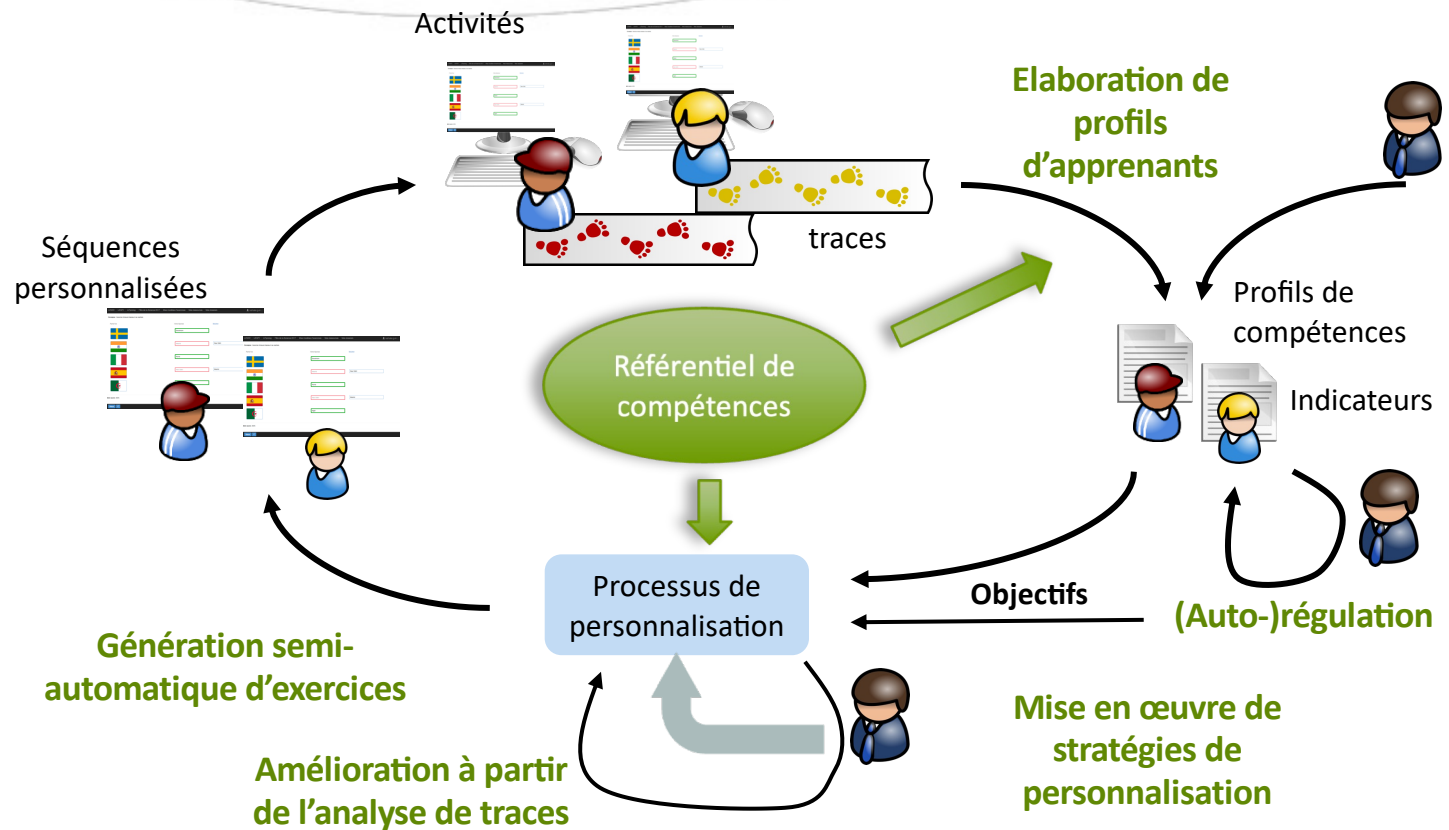 Activités
Elaboration de
profils
d’apprenants
traces
Séquences
personnalisées
Profils de
compétences
Référentiel de
compétences
Indicateurs
Processus de
personnalisation
Objectifs
(Auto-)régulation
Génération semi-
automatique d’exercices
Mise en œuvre de
stratégies de
personnalisation
Amélioration à partir
de l’analyse de traces